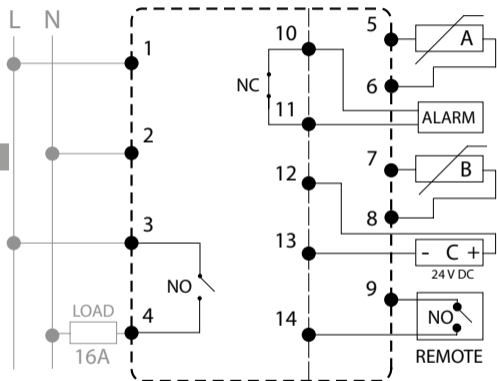 L N
1
2
3
NO
LOAD
4
16A
10
NC
11
12
13
14
5
A
6
ALARM
7
B
8
- C +
24 V DC
9
NO
REMOTE